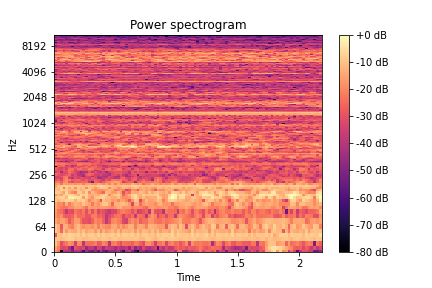 Power spectrogram
+0 dB
8192
-10 dB
4096
-20 dB
2048
-30 dB
1024
-40 dB
Hz
512
-50 dB
256
-60 dB
128
-70 dB
64
0
-80 dB
0
0.5
1
1.5
2
Time